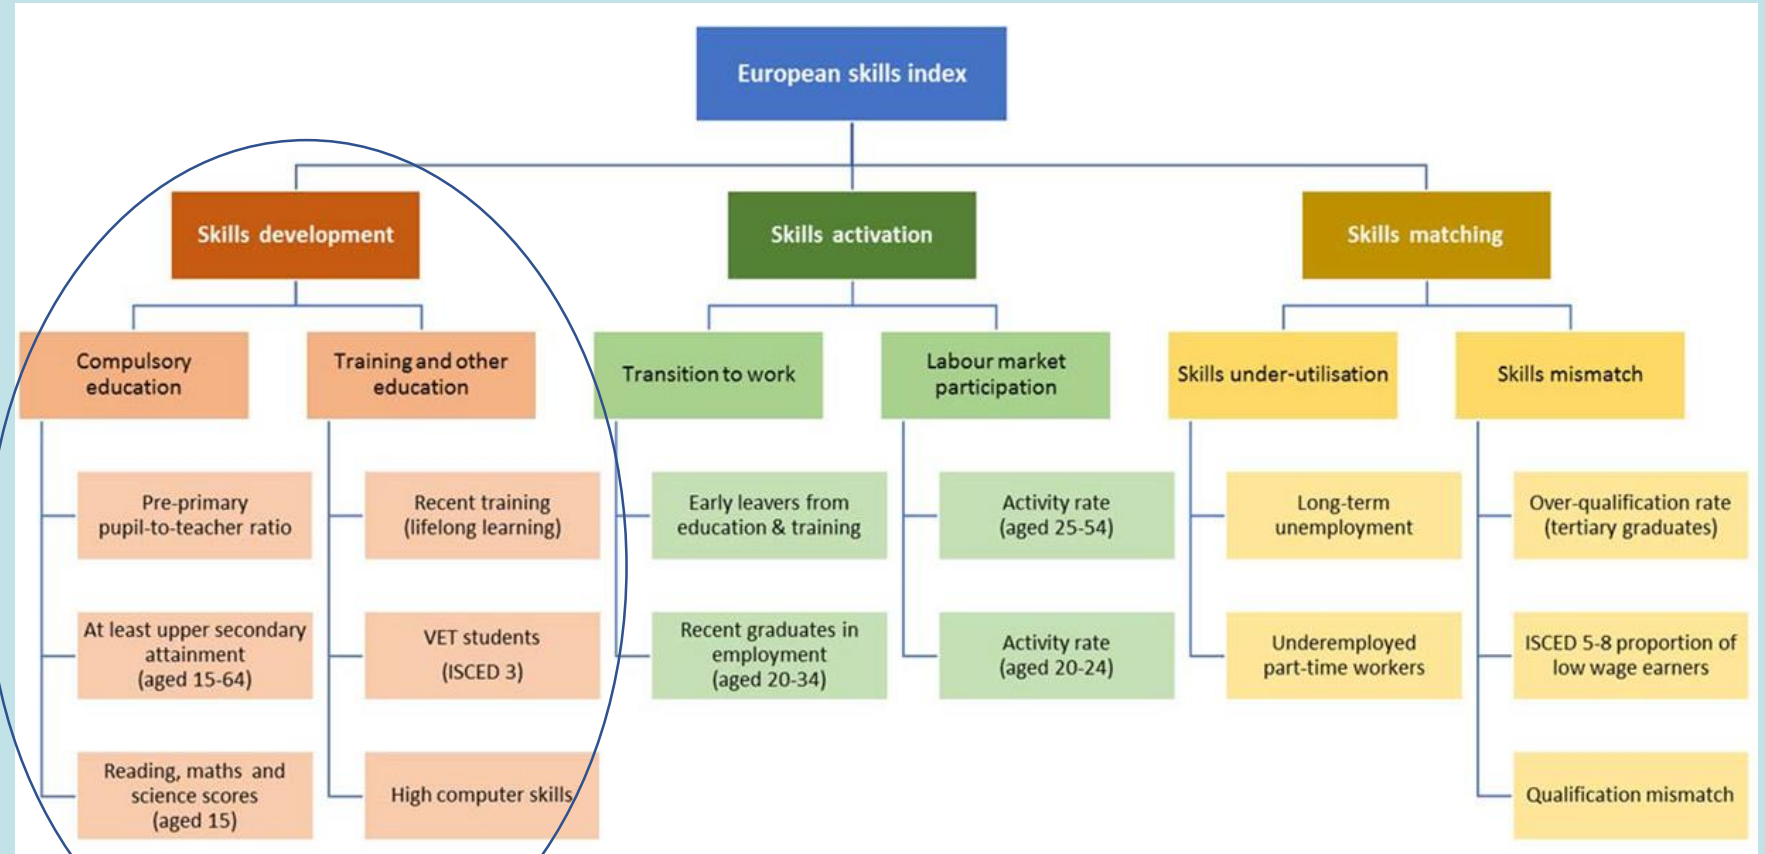 European skills index
Skills development
Skills activation
Skills matching
Compulsory
education
Training and other
education
Transition to work
Labour market
participation
Skills under-utilisation
Skills mismatch
Pre-primary
pupil-to-teacher ratio
Recent training
(lifelong learning)
Early leavers from
education & training
Activity rate
(aged 25-54)
Long-term
unemployment
Over-qualification rate
(tertiary graduates)
At least upper secondary
attainment
(aged 15-64)
VET students
(ISCED 3)
Recent graduates in
employment
(aged 20-34)
Activity rate
(aged 20-24)
Underemployed
part-time workers
ISCED 5-8 proportion of
low wage earners
Reading, maths and
science scores
(aged 15)
High computer skills
Qualification mismatch